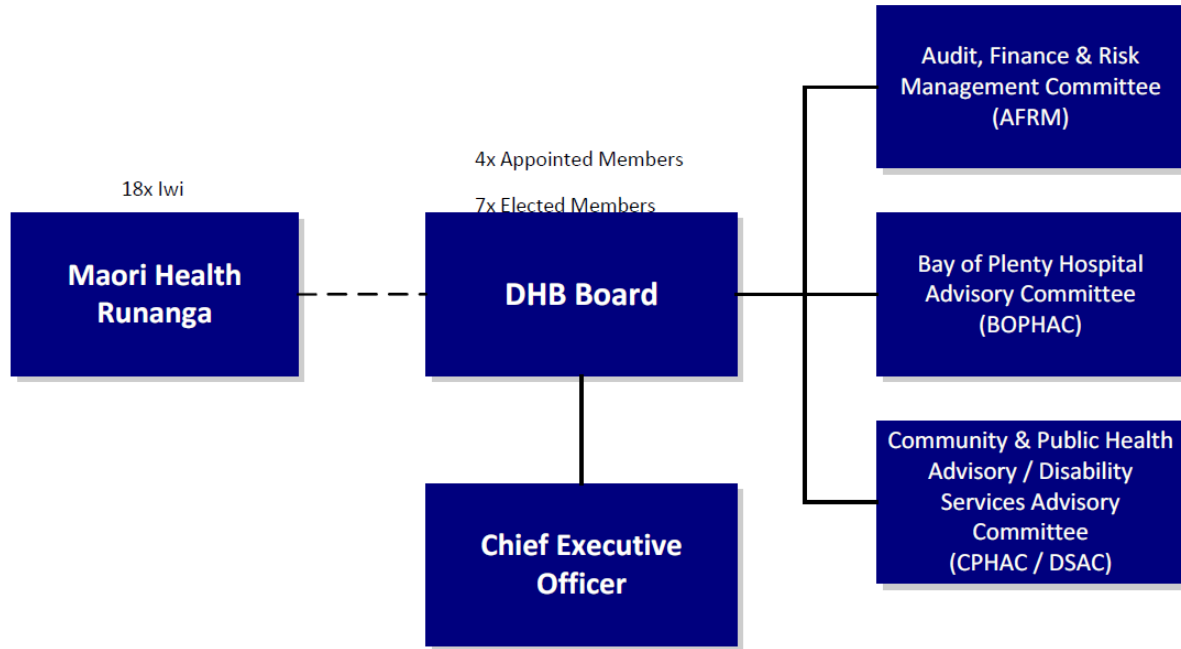 18x Iwi
Maori Health
Runanga
4x Appointed Members
7x Elected Members
DHB Board
Chief Executive
Officer
Audit, Finance & Risk
Management Committee
(AFRM)
Bay of Plenty Hospital
Advisory Committee
(BOPHAC)
Community & Public Health
Advisory / Disability
Services Advisory
Committee
(CPHAC / DSAC)